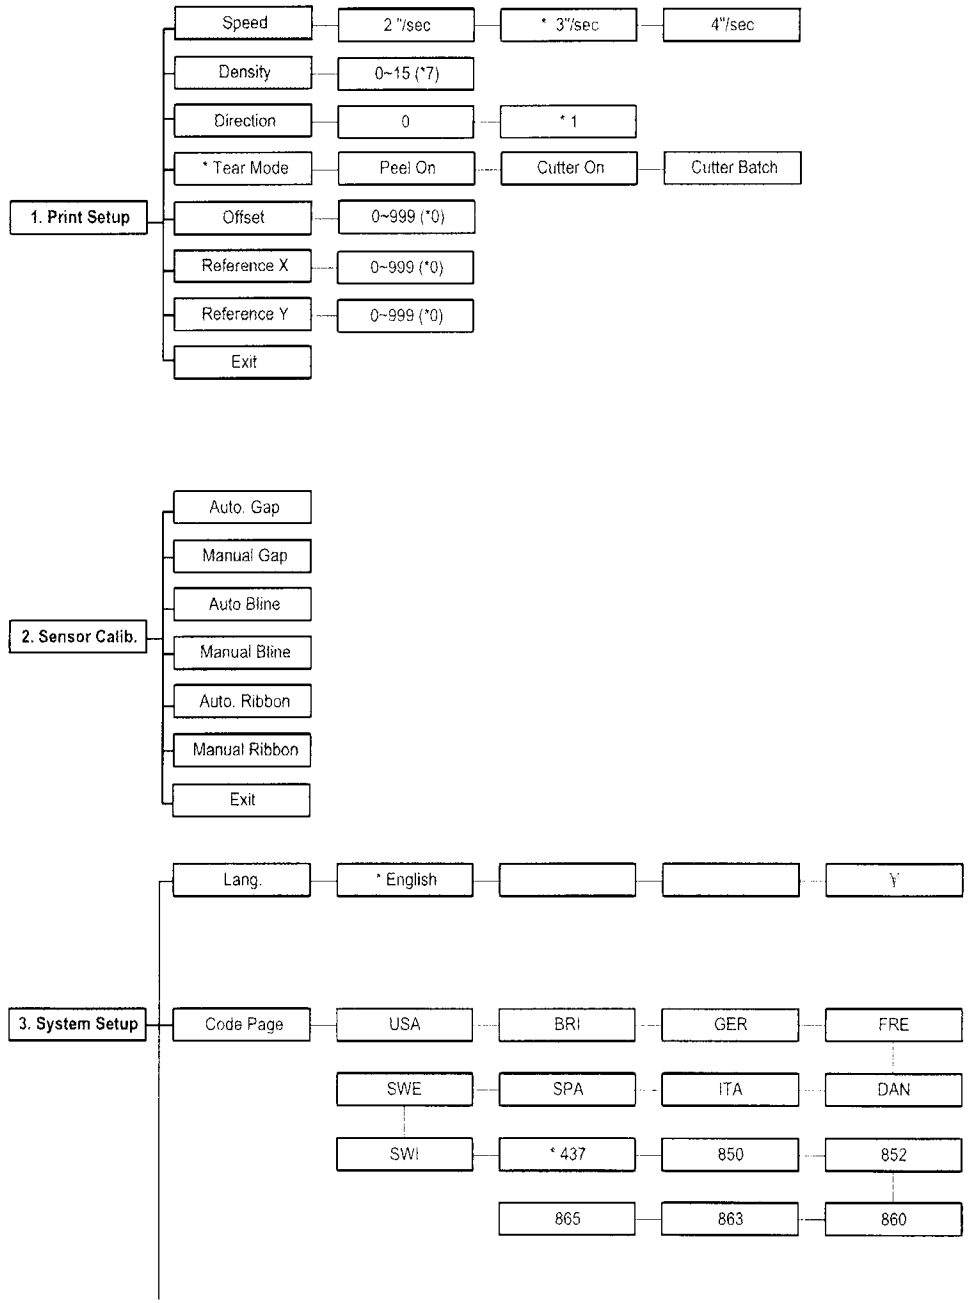 Speed 2 "/sec * 3"/sec 4"/sec
Density 0~15 (*7)
Direction 0 * 1
* Tear Mode Peel On Cutter On Cutter Batch
1. Print Setup Offset 0~999 (*0)
Reference X 0~999 (*0)
Reference Y 0~999 (*0)
Exit
Auto. Gap
Manual Gap
Auto Bline
2. Sensor Calib.
Manual Bline
Auto. Ribbon
Manual Ribbon
Exit
Lang. * English
3. System Setup Code Page USA BRI GER FRE
SWE SPA ITA DAN
SWI * 437 850 852
865 863 860